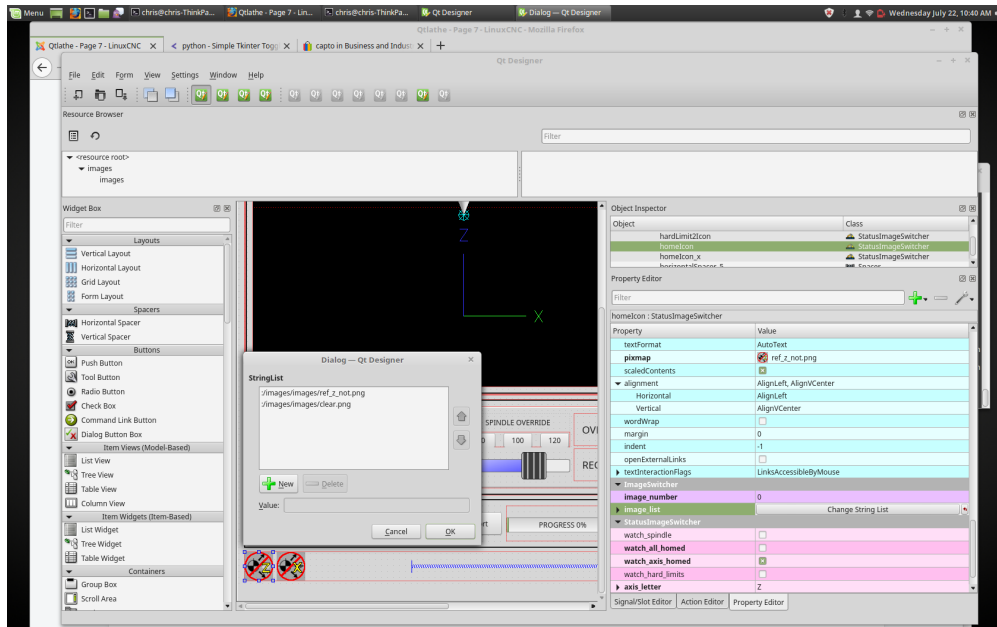 Menu chris@chris-ThinkPa... Qtlathe - Page 7 - Lin... chris@chris-ThinkPa... Qt Designer Dialog — Qt Designer Wednesday July 22, 10:40 AM
Qtlathe - Page 7 - LinuxCNC - Mozilla Firefox
Qtlathe - Page 7 - LinuxCNC python - Simple Tkinter Togg capto in Business and Indust
Qt Designer
File Edit Form View Settings Window Help
Resource Browser
Filter
<resource root>
images
images
Widget Box
Filter
Layouts
Vertical Layout
Horizontal Layout
Grid Layout
Form Layout
Spacers
Horizontal Spacer
Vertical Spacer
Buttons
Push Button
Tool Button
Radio Button
Check Box
Command Link Button
Dialog Button Box
Item Views (Model-Based)
List View
Tree View
Table View
Column View
Item Widgets (Item-Based)
List Widget
Tree Widget
Table Widget
Containers
Group Box
Scroll Area
Z
X
Dialog — Qt Designer
StringList
:/images/images/ref_z_not.png
:/images/images/clear.png
New Delete
Value:
Cancel OK
SPINDLE OVERRIDE
0 100 120
OVI
REC
rt
PROGRESS 0%
Z X
Object Inspector
Object Class
hardLimit2Icon StatusImageSwitcher
homeIcon StatusImageSwitcher
homeIcon_x StatusImageSwitcher
horizontalSpacer_5 Spacer
Property Editor
Filter
homeIcon : StatusImageSwitcher
Property Value
textFormat AutoText
pixmap ref_z_not.png
scaledContents
alignment AlignLeft, AlignVCenter
Horizontal AlignLeft
Vertical AlignVCenter
wordWrap
margin 0
indent -1
openExternalLinks
textInteractionFlags LinksAccessibleByMouse
ImageSwitcher
image_number 0
image_list Change String List
StatusImageSwitcher
watch_spindle
watch_all_homed
watch_axis_homed
watch_hard_limits
axis_letter Z
Signal/Slot Editor Action Editor Property Editor